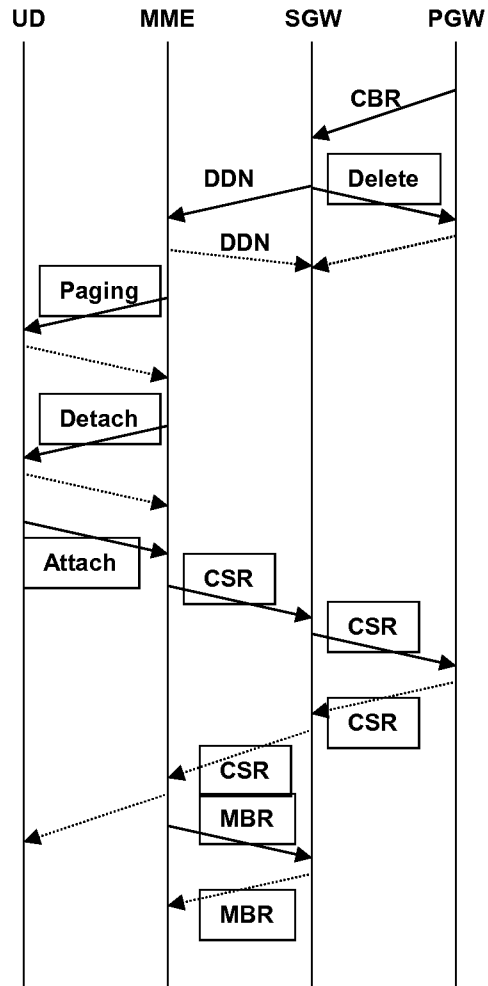 UD MME SGW PGW
CBR
DDN Delete
DDN
Paging
Detach
Attach
CSR
CSR
CSR
CSR
MBR
MBR